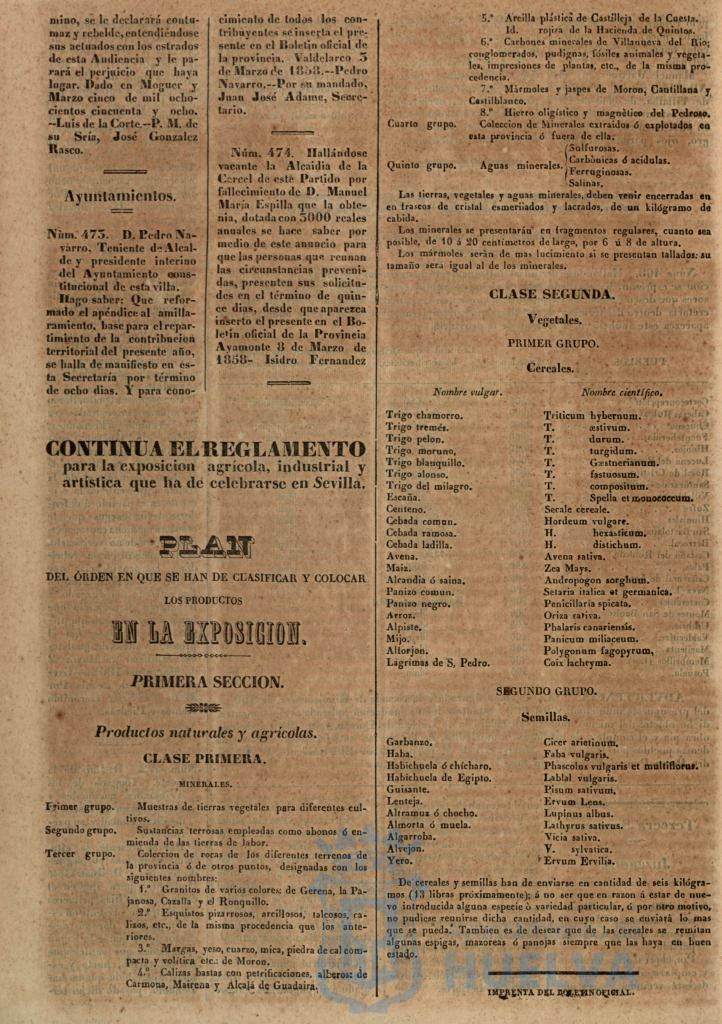 mino, se le declarará contu-
maz y rebelde, entendiéndose
sus actuados con los estrados
de esta Audiencia y le pa-
rará el perjuicio que haya
lugar. Dado en Moguer y
Marzo cinco de mil ocho-
cientos cincuenta y ocho.
—Luis de la Corte.—P. M. de
su Sría, José Gonzalez
Rasco.
Ayuntamientos.
Núm. 473. D. Pedro Na-
varro, Teniente de Alcal-
de y presidente interino
del Ayuntamiento cons-
titucional de esta villa.
Hago saber: Que refor-
mado el apéndice al amilla-
ramiento, base para el repar-
timiento de la contribucion
territorial del presente año,
se halla de manifiesto en es-
ta Secretaría por término
de ocho dias. Y para cono-
cimiento de todos los con-
tribuyentes se inserta el pre-
sente en el Boletin oficial de
la provincia. Valdelarco 3
de Marzo de 1858.—Pedro
Navarro.—Por su mandado,
Juan José Adame, Secre-
tario.
Núm. 474. Hallándose
vacante la Alcaidia de la
Carcel de esté Partido por
fallecimiento de D. Manuel
María Espilla que la obte-
nia, dotada con 3000 reales
anuales se hace saber por
medio de este anuncio para
que las personas que reunan
las circunstancias preveni-
das, presenten sus solicitu-
des en el término de quin-
ce dias, desde que aparezca
inserto el presente en el Bo-
letin oficial de la Provincia
Ayamonte 8 de Marzo de
1858- Isidro Fernandez
CONTINUA EL REGLAMENTO
para la exposicion agrícola, industrial y
artistica que ha de celebrarse en Sevilla.
PLAN
DEL ÓRDEN EN QUE SE HAN DE CLASIFICAR Y COLOCAR
LOS PRODUCTOS
EN LA EXPOSICION.
PRIMERA SECCION.
Productos naturales y agrícolas.
CLASE PRIMERA.
MINERALES.
Primer grupo. Muestras de tierras vegetales para diferentes cul-
tivos.
Segundo grupo. Sustancias terrosas empleadas como abonos ó en-
mienda de las tierras de labor.
Tercer grupo. Coleccion de rocas de los diferentes terrenos de
la provincia ó de otros puntos, designadas con los
siguientes nombres:
1.º Granitos de varios colores: de Gerena, la Pa-
janosa, Cazalla y el Ronquillo.
2.º Esquistos pizarrosos, arcillosos, talcosos, ca-
lizos, etc., de la misma procedencia que los ante-
riores.
3.º Margas, yeso, cuarzo, mica, piedra de cal com-
pacta y volítica etc.: de Moron.
4.º Calizas bastas con petrificaciones, alberos: de
Carmona, Mairena y Alcalá de Guadaira.
5.º Arcilla plástica de Castilleja de la Cuesta.
Id. rojiza de la Hacienda de Quintos.
6.º Carbones minerales de Villanueva del Rio;
conglomerados, pudignas, fósiles animales y vegeta-
les, impresiones de plantas, etc., de la misma pro-
cedencia.
7.º Mármoles y jaspes de Moron, Cantillana y
Castilblanco.
8.º Hierro oligístico y magnético del Pedroso.
Cuarto grupo. Coleccion de Minerales extraidos ó explotados en
esta provincia ó fuera de ella.
Quinto grupo. Aguas minerales.
Sulfurosas.
Carbónicas ó acídulas.
Ferruginosas.
Salinas.
Las tierras, vegetales y aguas minerales, deben venir encerradas en
en frascos de cristal esmerilados y lacrados, de un kilógramo de
cabida.
Los minerales se presentarán en fragmentos regulares, cuanto sea
posible, de 10 á 20 centímetros de largo, por 6 ú 8 de altura.
Los mármoles serán de mas lucimiento si se presentan tallados: su
tamaño será igual al de los minerales.
CLASE SEGUNDA.
Vegetales.
PRIMER GRUPO.
Cereales.
Nombre vulgar. Nombre científico.
Trigo chamorro. Triticum hybernum.
Trigo tremés. T. æstivum.
Trigo pelon. T. durum.
Trigo moruno, T. turgidum.
Trigo blanquillo. T. Gæstnerianum.
Trigo alonso. T. fastuosum.
Trigo del milagro. T. compositum.
Escaña. T. Spella et monococcum.
Centeno. Secale cereale.
Cebada comun. Hordeum vulgare.
Cebada ramosa. H. hexasticum.
Cebada ladilla. H. distichum.
Avena. Avena sativa.
Maiz. Zea Mays.
Alcandia ó saina. Andropogon sorghum.
Panizo comun. Setaria italica et germanica.
Panizo negro. Penicillaria spicata.
Arroz. Oriza sativa.
Alpiste. Phalaris canariensis.
Mijo. Panicum miliaceum.
Alforjon. Polygonum fagopyrum,
Lágrimas de S. Pedro. Coix lachryma.
SEGUNDO GRUPO.
Semillas.
Garbanzo. Cicer arietinum.
Haba. Faba vulgaris.
Habichuela ó chícharo. Phascolus vulgaris et multiflorus.
Habichuela de Egipto. Lablal vulgaris.
Guisante. Pisum sativum.
Lenteja. Ervum Lens.
Altramuz ó chocho. Lupinus albus.
Almorta ó muela. Lathyrus sativus.
Algarroba. Vicia sativa.
Alvejon. V. sylvatica.
Yero. Ervum Ervilia.
De cereales y semillas han de enviarse en cantidad de seis kilógra-
mos (13 libras próximamente); á no ser que en razon á estar de nue-
vo introducida alguna especie ó variedad particular, ó por otro motivo,
no pudiese reunirse dicha cantidad, en cuyo caso se enviará lo mas
que se pueda. Tambien es de desear que de las cereales se remitan
algunas espigas, mazorcas ó panojas siempre que las haya en buen
estado.
IMPRENTA DEL BOLETIN OFICIAL.
HUELVA